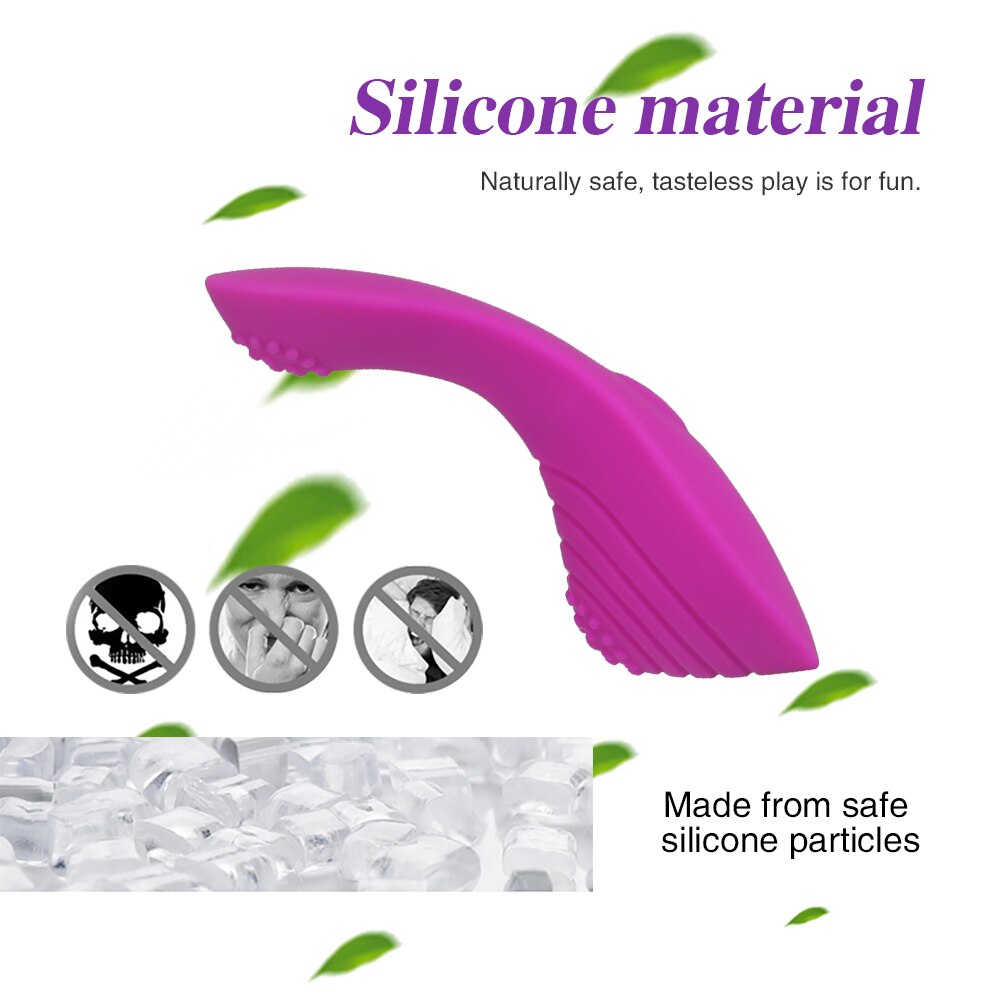 Silicone material
Naturally safe, tasteless play is for fun.
Made from safe
silicone particles